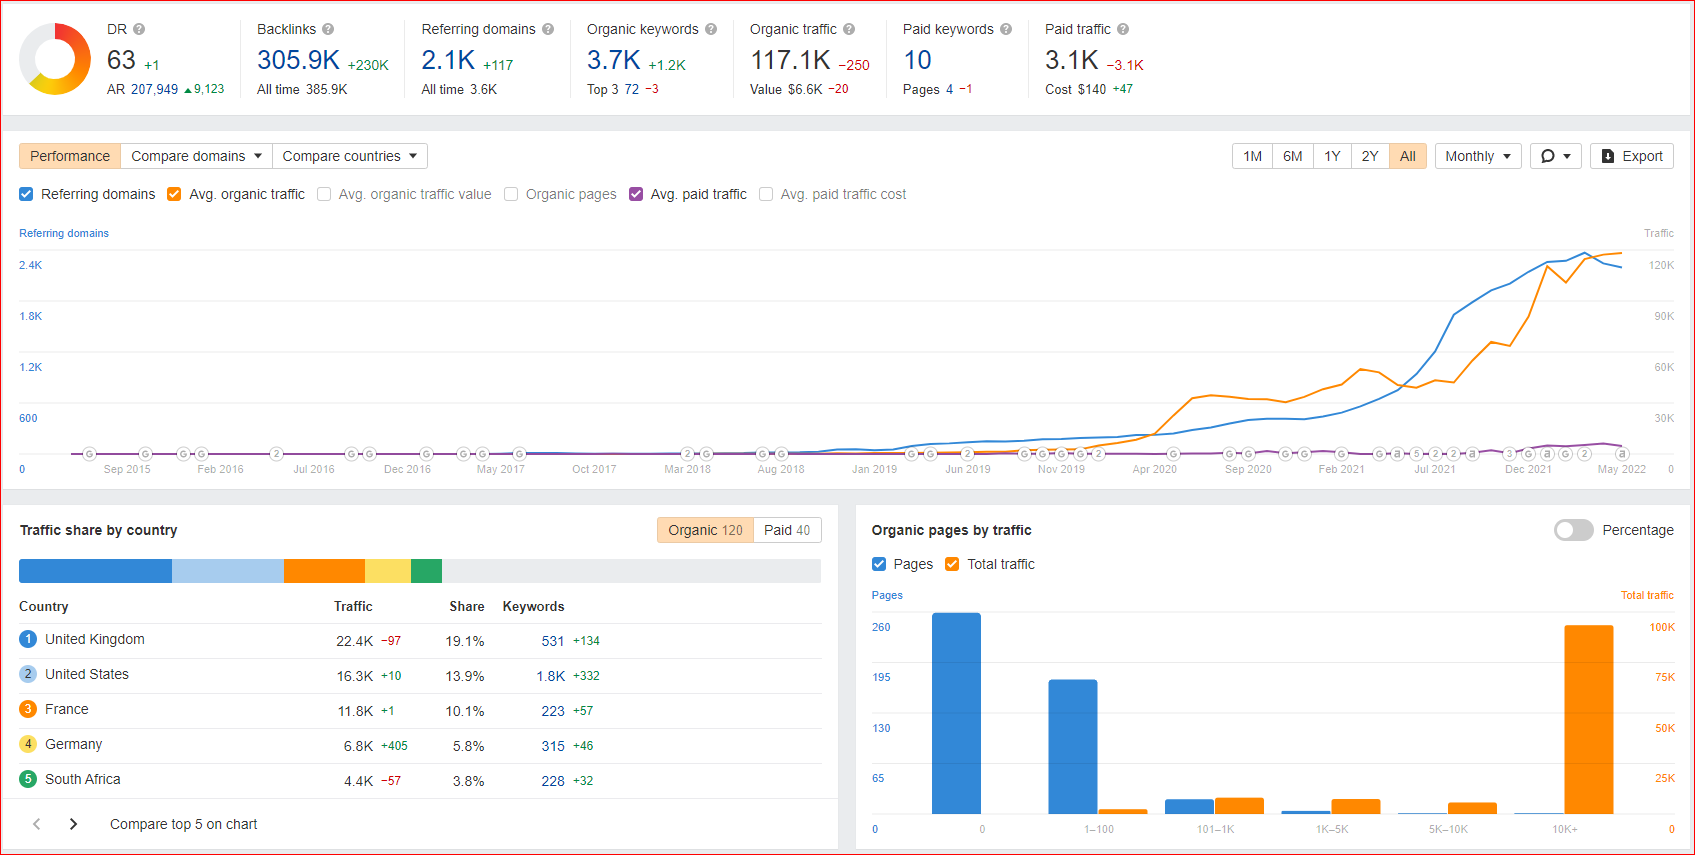 DR Backlinks Referring domains Organic keywords Organic traffic Paid keywords Paid traffic
63 +1 305.9K +230K 2.1K +117 3.7K +1.2K 117.1K −250 10 3.1K −3.1K
AR 207,949 ▲9,123 All time 385.9K All time 3.6K Top 3 72 −3 Value $6.6K −20 Pages 4 −1 Cost $140 +47
Performance Compare domains Compare countries 1M 6M 1Y 2Y All Monthly Export
Referring domains Avg. organic traffic Avg. organic traffic value Organic pages Avg. paid traffic Avg. paid traffic cost
Referring domains Traffic
2.4K 120K
1.8K 90K
1.2K 60K
600 30K
G G G G 2 G G G G G G 2 G G G G G 2 G G G G 2 G G G G G G a 5 2 2 a 3 G a G 2 a
0 Sep 2015 Feb 2016 Jul 2016 Dec 2016 May 2017 Oct 2017 Mar 2018 Aug 2018 Jan 2019 Jun 2019 Nov 2019 Apr 2020 Sep 2020 Feb 2021 Jul 2021 Dec 2021 May 2022 0
Traffic share by country Organic 120 Paid 40
Country Traffic Share Keywords
1 United Kingdom 22.4K −97 19.1% 531 +134
2 United States 16.3K +10 13.9% 1.8K +332
3 France 11.8K +1 10.1% 223 +57
4 Germany 6.8K +405 5.8% 315 +46
5 South Africa 4.4K −57 3.8% 228 +32
Compare top 5 on chart
Organic pages by traffic Percentage
Pages Total traffic
Pages Total traffic
260 100K
195 75K
130 50K
65 25K
0 0 1–100 101–1K 1K–5K 5K–10K 10K+ 0